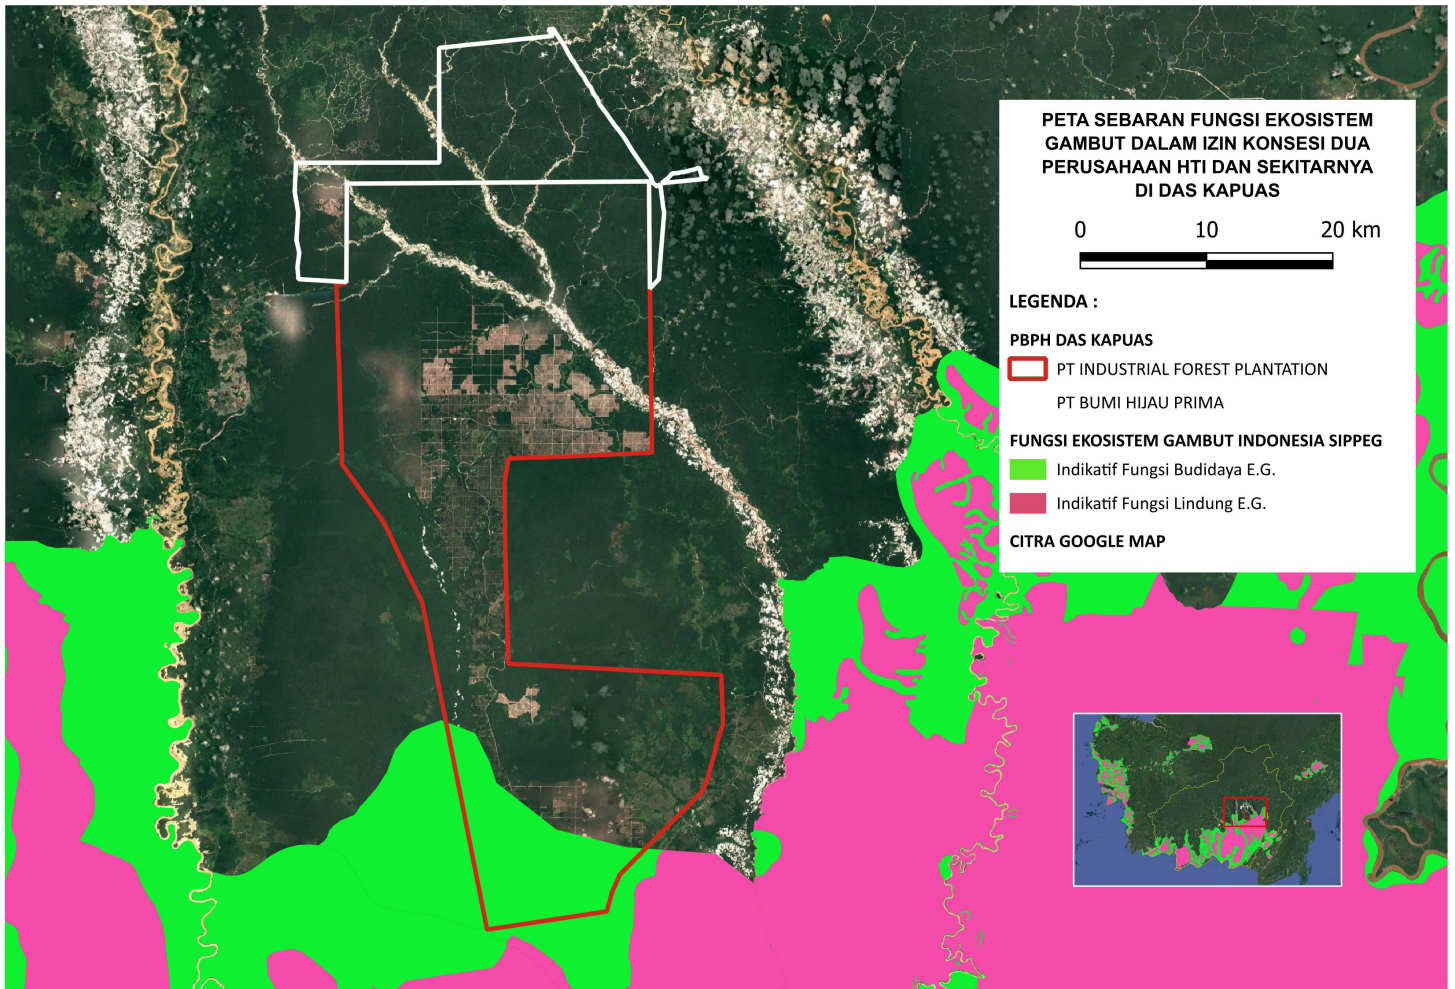 PETA SEBARAN FUNGSI EKOSISTEM
GAMBUT DALAM IZIN KONSESI DUA
PERUSAHAAN HTI DAN SEKITARNYA
DI DAS KAPUAS
0 10 20 km
LEGENDA :
PBPH DAS KAPUAS
PT INDUSTRIAL FOREST PLANTATION
PT BUMI HIJAU PRIMA
FUNGSI EKOSISTEM GAMBUT INDONESIA SIPPEG
Indikatif Fungsi Budidaya E.G.
Indikatif Fungsi Lindung E.G.
CITRA GOOGLE MAP